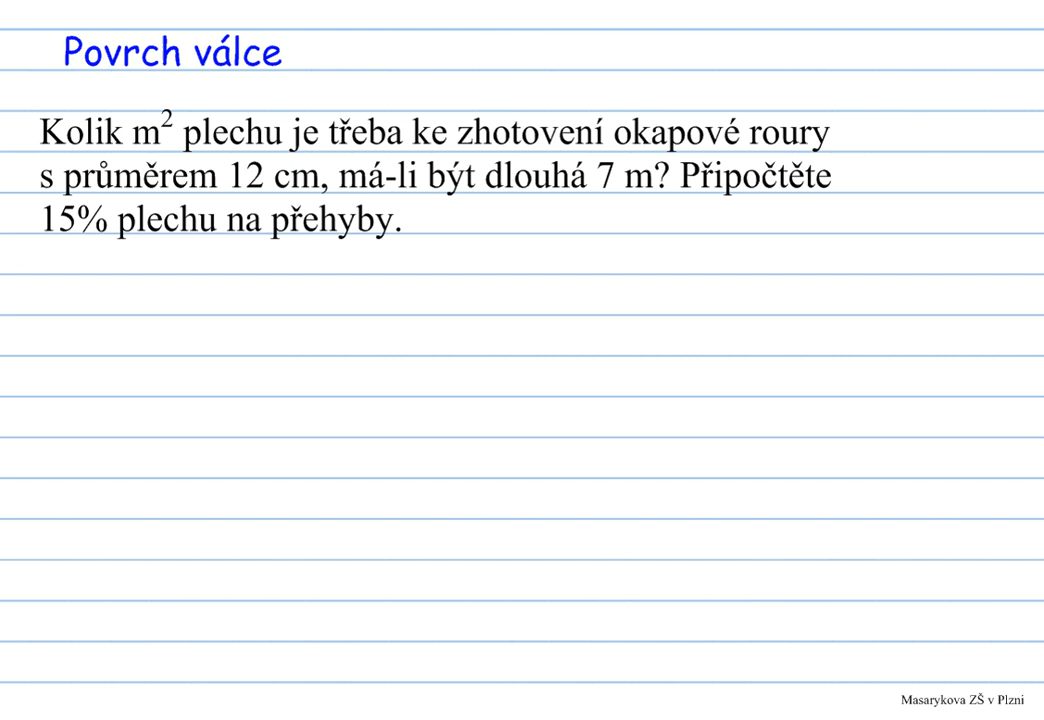 Povrch válce
Kolik m² plechu je třeba ke zhotovení okapové roury
s průměrem 12 cm, má-li být dlouhá 7 m? Připočtěte
15% plechu na přehyby.
Masarykova ZŠ v Plzni